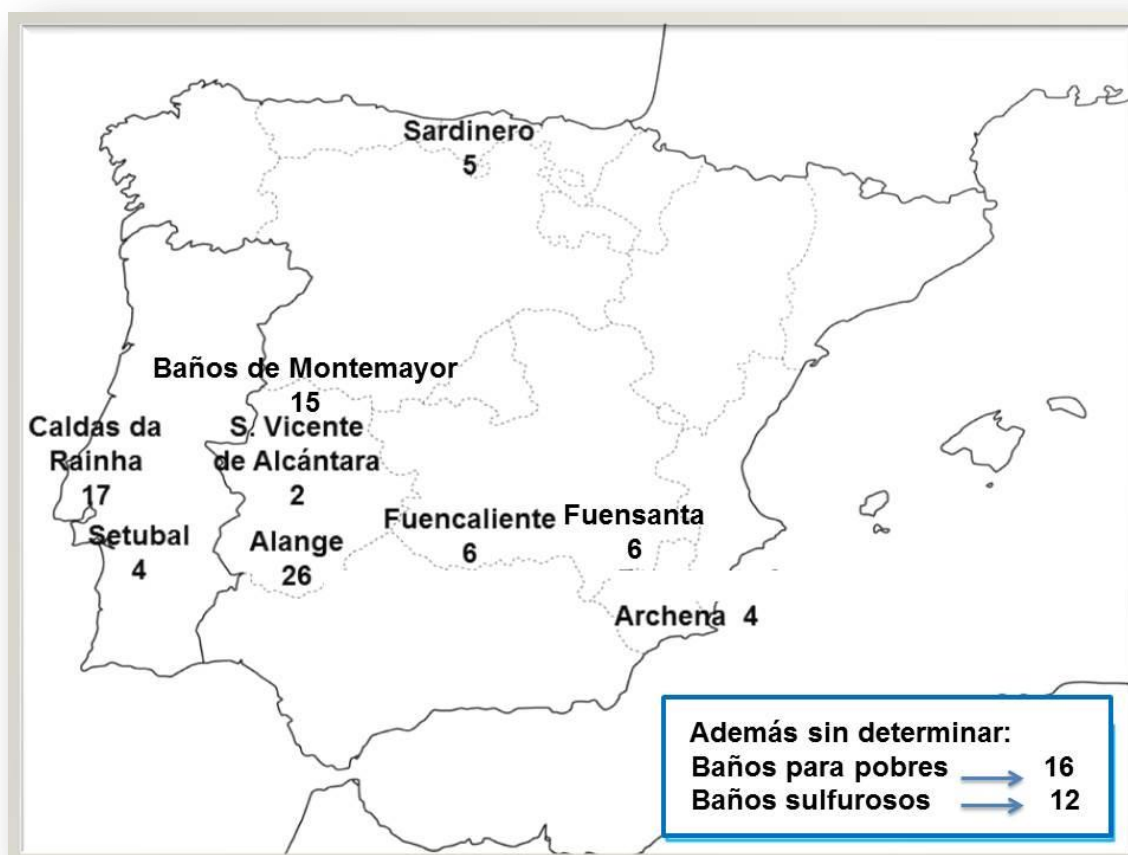 Sardinero
5
Baños de Montemayor
15
Caldas da
Rainha
17
S. Vicente
de Alcántara
2
Setubal
4
Alange
26
Fuencaliente
6
Fuensanta
6
Archena 4
Además sin determinar:
Baños para pobres 16
Baños sulfurosos 12